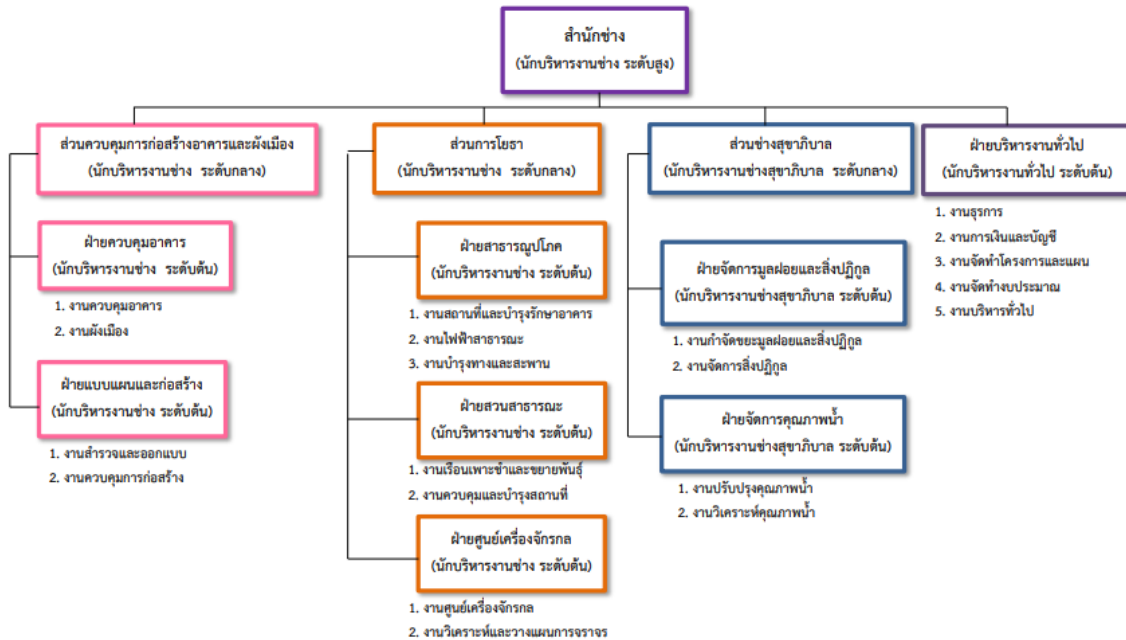 สำนักช่าง
(นักบริหารงานช่าง ระดับสูง)
ส่วนควบคุมการก่อสร้างอาคารและผังเมือง
(นักบริหารงานช่าง ระดับกลาง)
ฝ่ายควบคุมอาคาร
(นักบริหารงานช่าง ระดับต้น)
1. งานควบคุมอาคาร
2. งานผังเมือง
ฝ่ายแบบแผนและก่อสร้าง
(นักบริหารงานช่าง ระดับต้น)
1. งานสำรวจและออกแบบ
2. งานควบคุมการก่อสร้าง
ส่วนการโยธา
(นักบริหารงานช่าง ระดับกลาง)
ฝ่ายสาธารณูปโภค
(นักบริหารงานช่าง ระดับต้น)
1. งานสถานที่และบำรุงรักษาอาคาร
2. งานไฟฟ้าสาธารณะ
3. งานบำรุงทางและสะพาน
ฝ่ายสวนสาธารณะ
(นักบริหารงานช่าง ระดับต้น)
1. งานเรือนเพาะชำและขยายพันธุ์
2. งานควบคุมและบำรุงสถานที่
ฝ่ายศูนย์เครื่องจักรกล
(นักบริหารงานช่าง ระดับต้น)
1. งานศูนย์เครื่องจักรกล
2. งานวิเคราะห์และวางแผนการจราจร
ส่วนช่างสุขาภิบาล
(นักบริหารงานช่างสุขาภิบาล ระดับกลาง)
ฝ่ายจัดการมูลฝอยและสิ่งปฏิกูล
(นักบริหารงานช่างสุขาภิบาล ระดับต้น)
1. งานกำจัดขยะมูลฝอยและสิ่งปฏิกูล
2. งานจัดการสิ่งปฏิกูล
ฝ่ายจัดการคุณภาพน้ำ
(นักบริหารงานช่างสุขาภิบาล ระดับต้น)
1. งานปรับปรุงคุณภาพน้ำ
2. งานวิเคราะห์คุณภาพน้ำ
ฝ่ายบริหารงานทั่วไป
(นักบริหารงานทั่วไป ระดับต้น)
1. งานธุรการ
2. งานการเงินและบัญชี
3. งานจัดทำโครงการและแผน
4. งานจัดทำงบประมาณ
5. งานบริหารทั่วไป